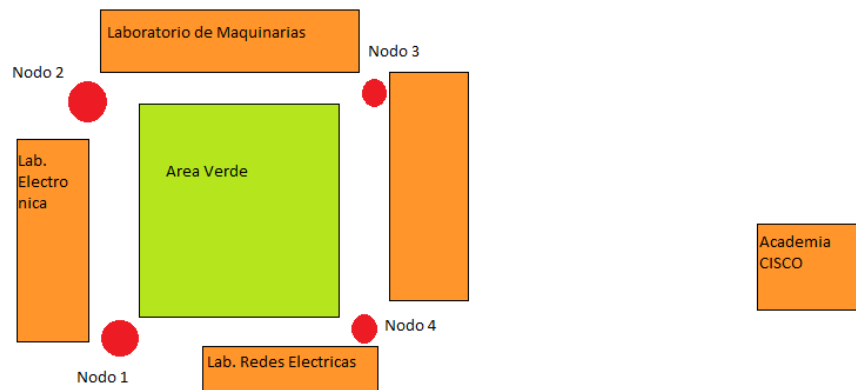 Laboratorio de Maquinarias
Nodo 3
Nodo 2
Lab.
Electro
nica
Area Verde
Academia
CISCO
Nodo 4
Lab. Redes Electricas
Nodo 1